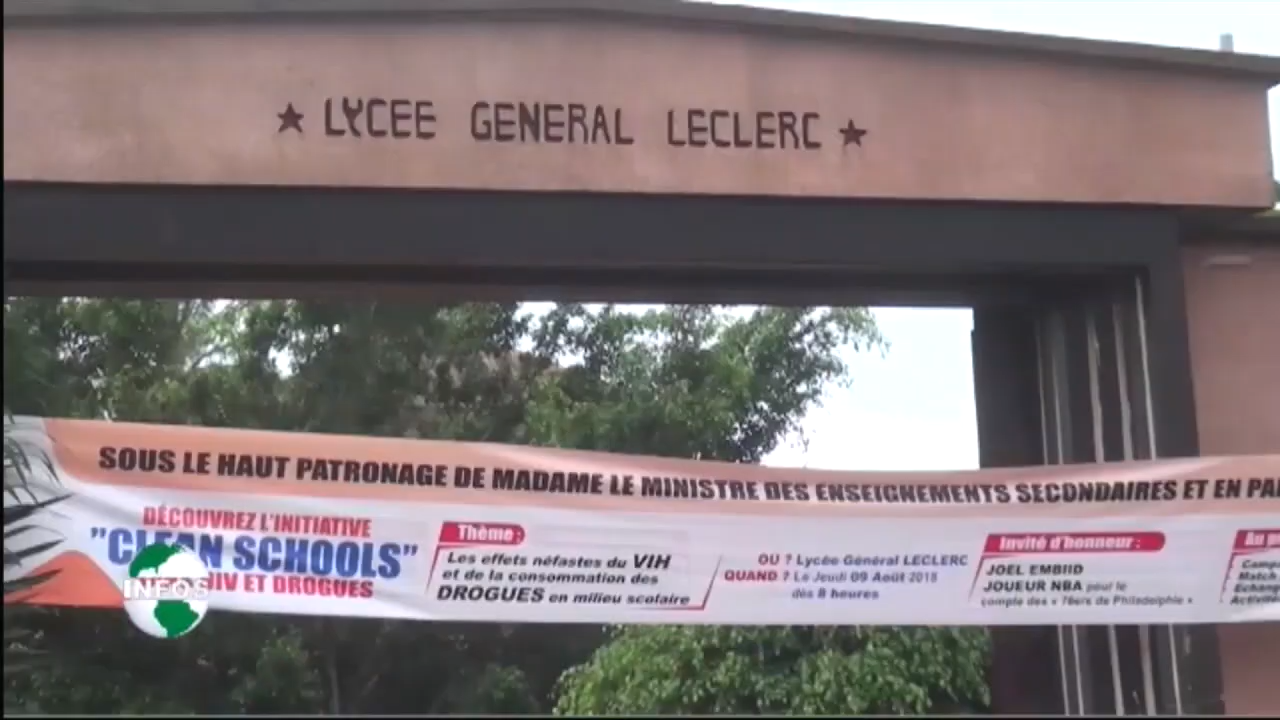 ★ LYCEE GENERAL LECLERC ★
SOUS LE HAUT PATRONAGE DE MADAME LE MINISTRE DES ENSEIGNEMENTS SECONDAIRES ET EN
DÉCOUVREZ L'INITIATIVE
"CLEAN SCHOOLS"
ET DROGUES
Thème :
Les effets néfastes du VIH
et de la consommation des
DROGUES en milieu scolaire
OU ? Lycée Général LECLERC
QUAND ? Le Jeudi 09 Août 2018
dès 8 heures
Invité d'honneur :
JOEL EMBIID
JOUEUR NBA pour le
compte des « 76ers de Philadelphie »
Au
Match
INFOS